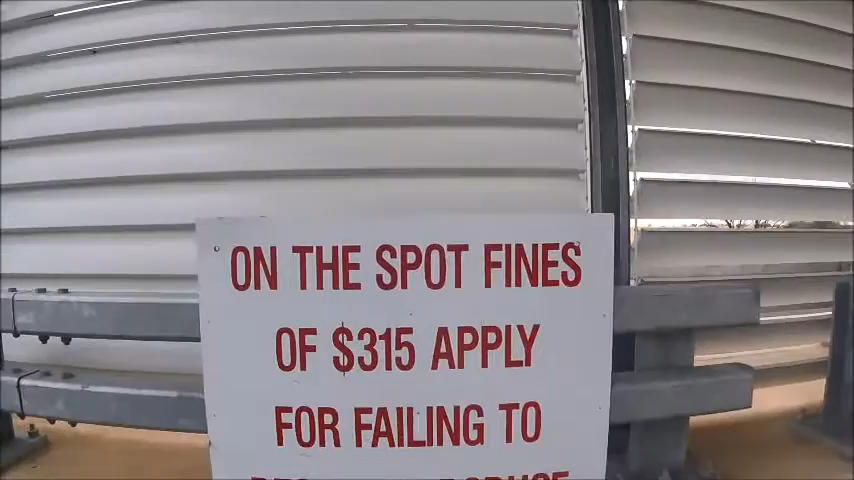 ON THE SPOT FINES
OF $315 APPLY
FOR FAILING TO